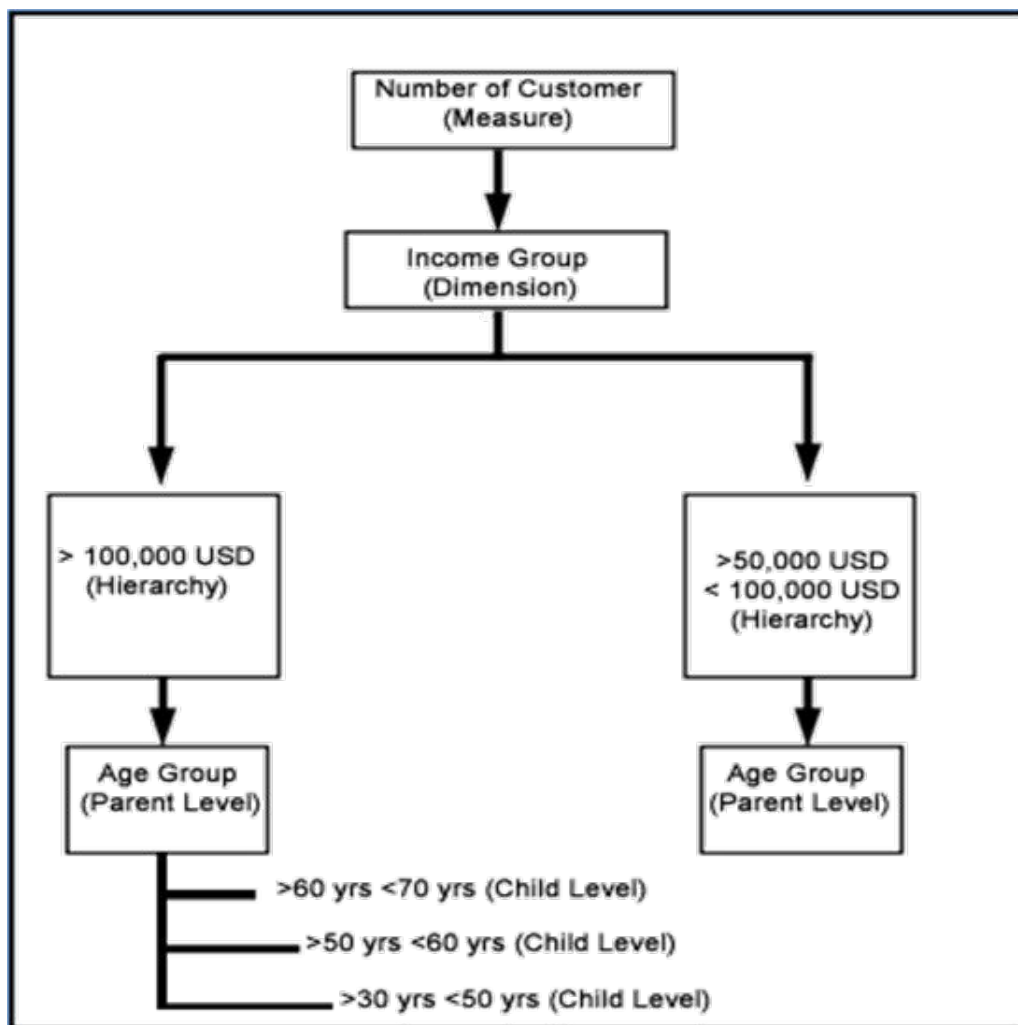 Number of Customer
(Measure)
Income Group
(Dimension)
> 100,000 USD
(Hierarchy)
>50,000 USD
< 100,000 USD
(Hierarchy)
Age Group
(Parent Level)
Age Group
(Parent Level)
>60 yrs <70 yrs (Child Level)
>50 yrs <60 yrs (Child Level)
>30 yrs <50 yrs (Child Level)